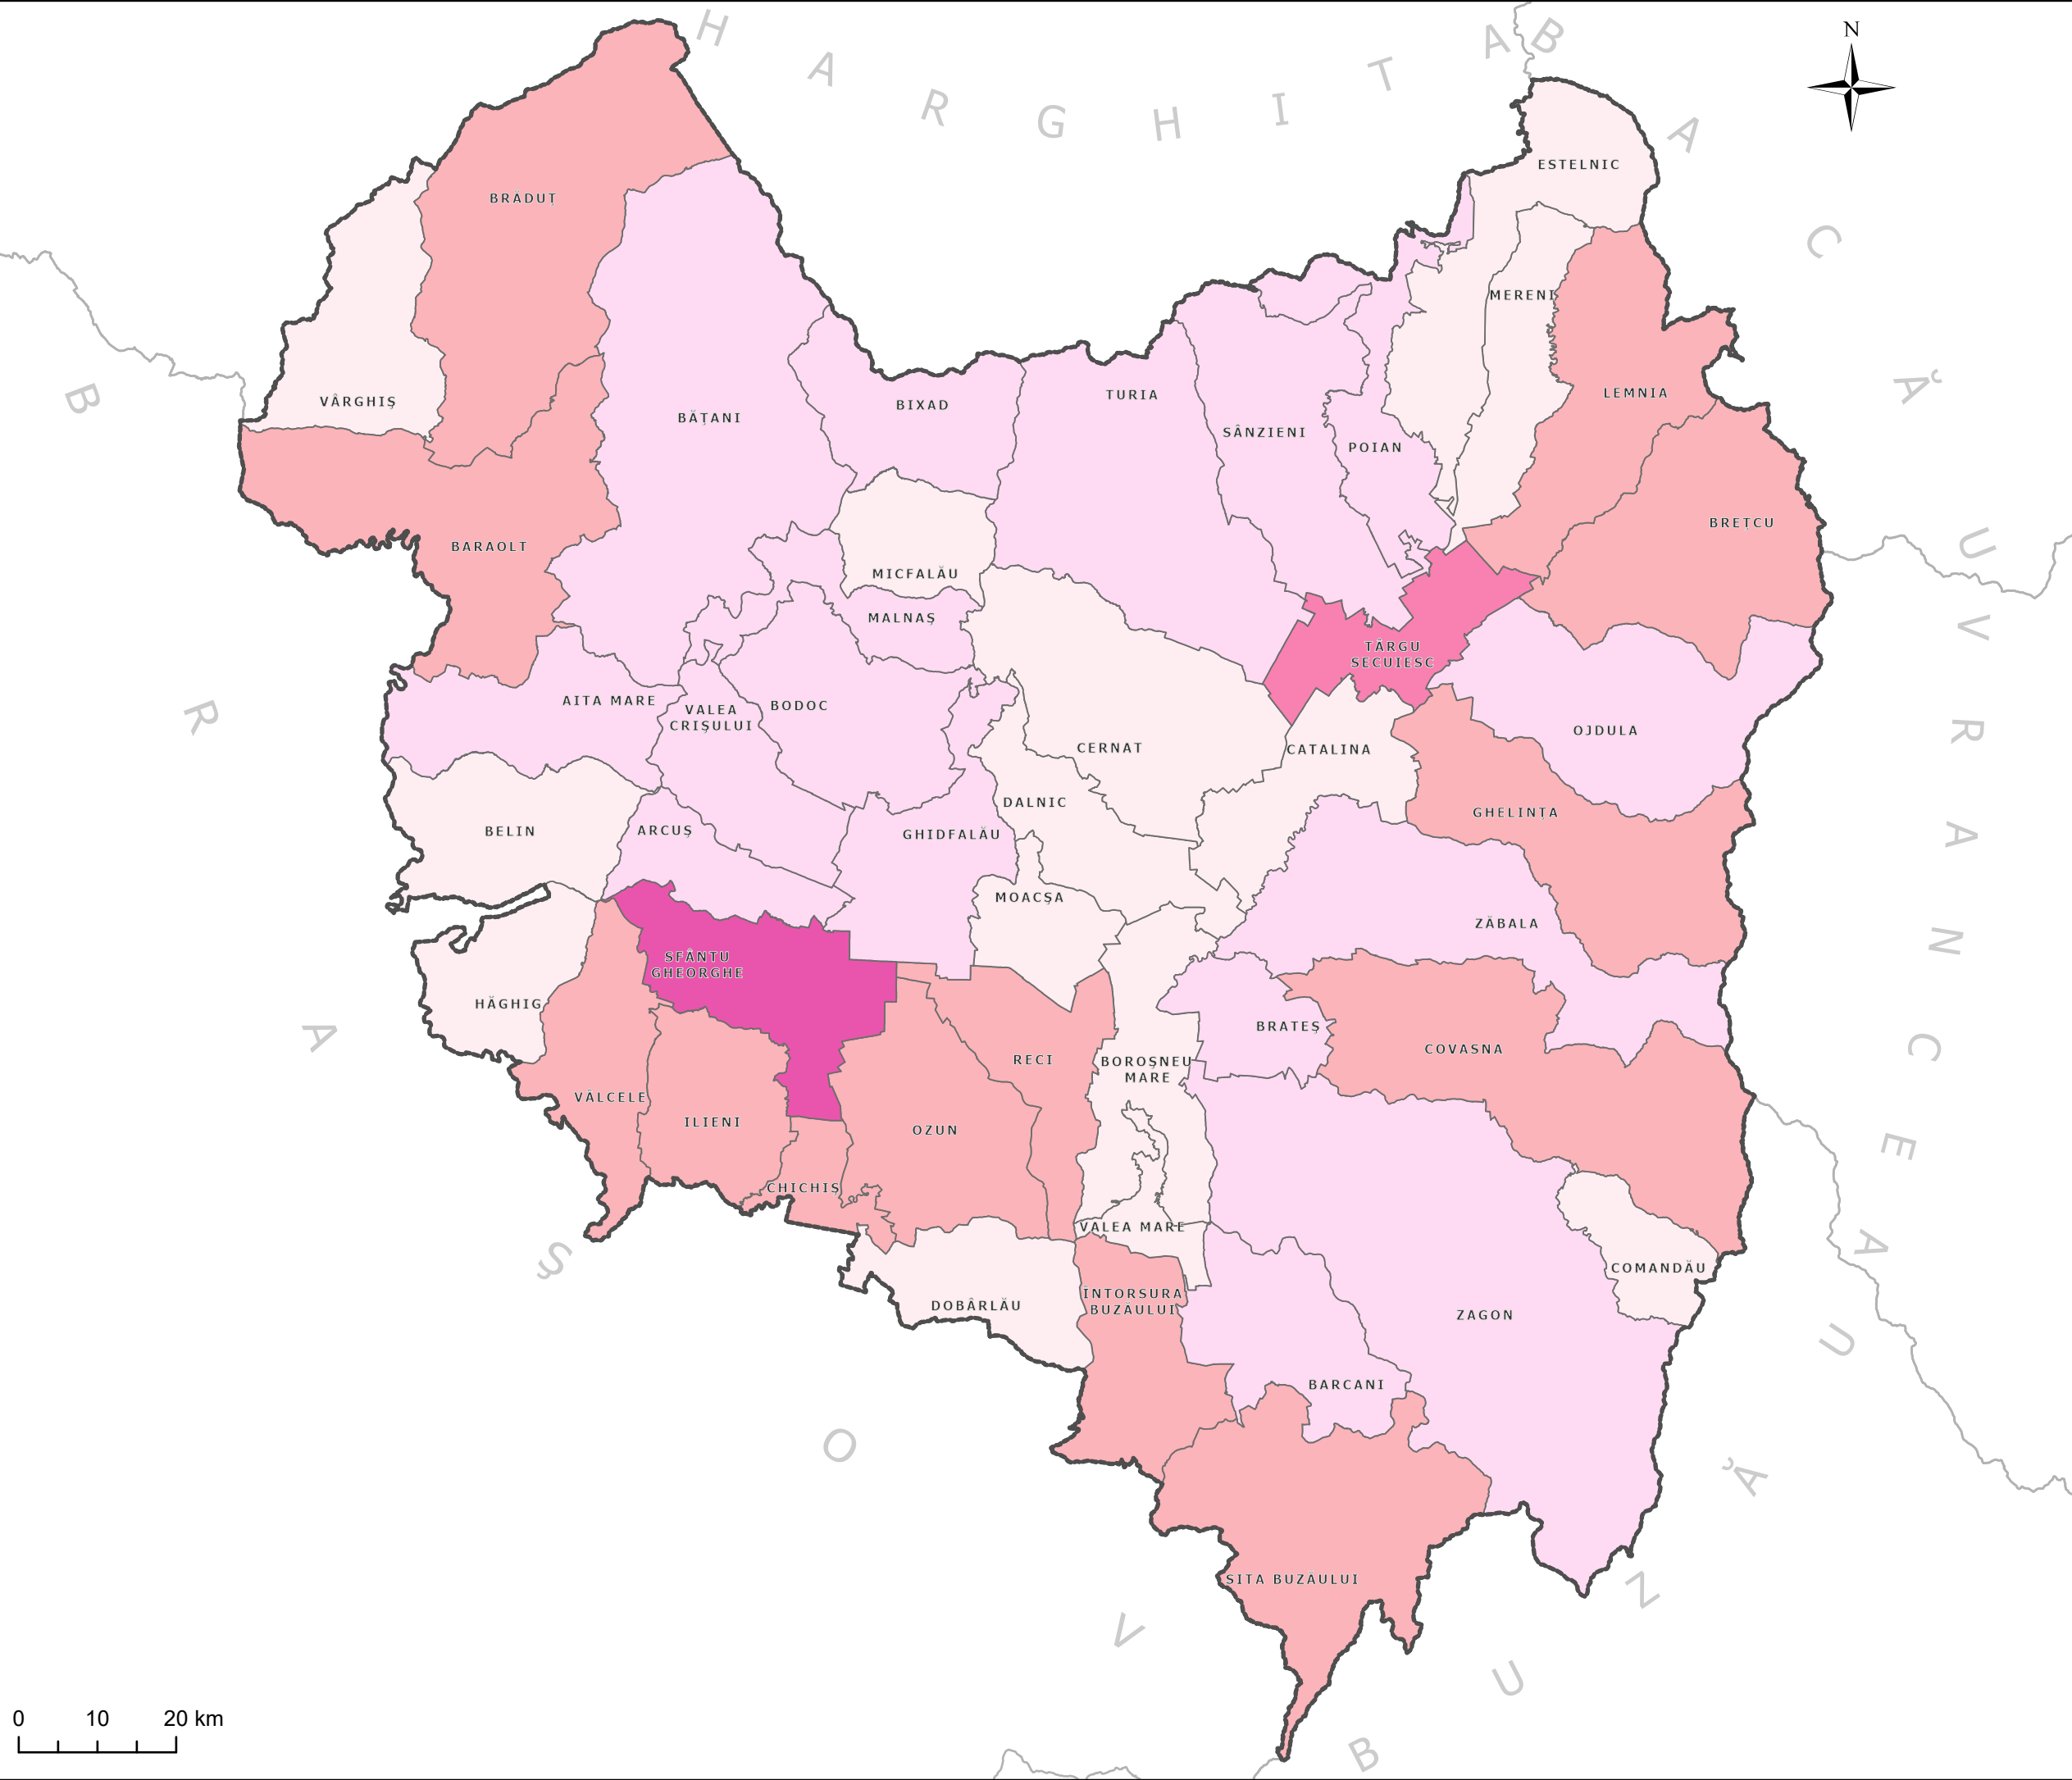 HARGHITA
BACĂU
N
ESTELNIC
BRĂDUȚ
MERENI
VÂRGHIȘ
LEMNIA
TURIA
BIXAD
BĂȚANI
SÂNZIENI
POIAN
BRETCU
BARAOLT
MICFALĂU
MALNAȘ
TÂRGU
SECUIESC
AITA MARE
VALEA
CRIȘULUI
BODOC
OJDULA
CERNAT
CATALINA
DALNIC
GHELINȚA
BELIN
ARCUȘ
GHIDFALĂU
MOACȘA
ZĂBALA
SFÂNTU
GHEORGHE
HĂGHIG
BRATEȘ
COVASNA
RECI
BOROȘNEU
MARE
VÂLCELE
ILIENI
OZUN
CHICHIȘ
VALEA MARE
COMANDĂU
DOBÂRLĂU
ÎNTORSURA
BUZĂULUI
ZAGON
BARCANI
SITA BUZĂULUI
BRAȘOV
VRANCEA
BUZĂU
0 10 20 km